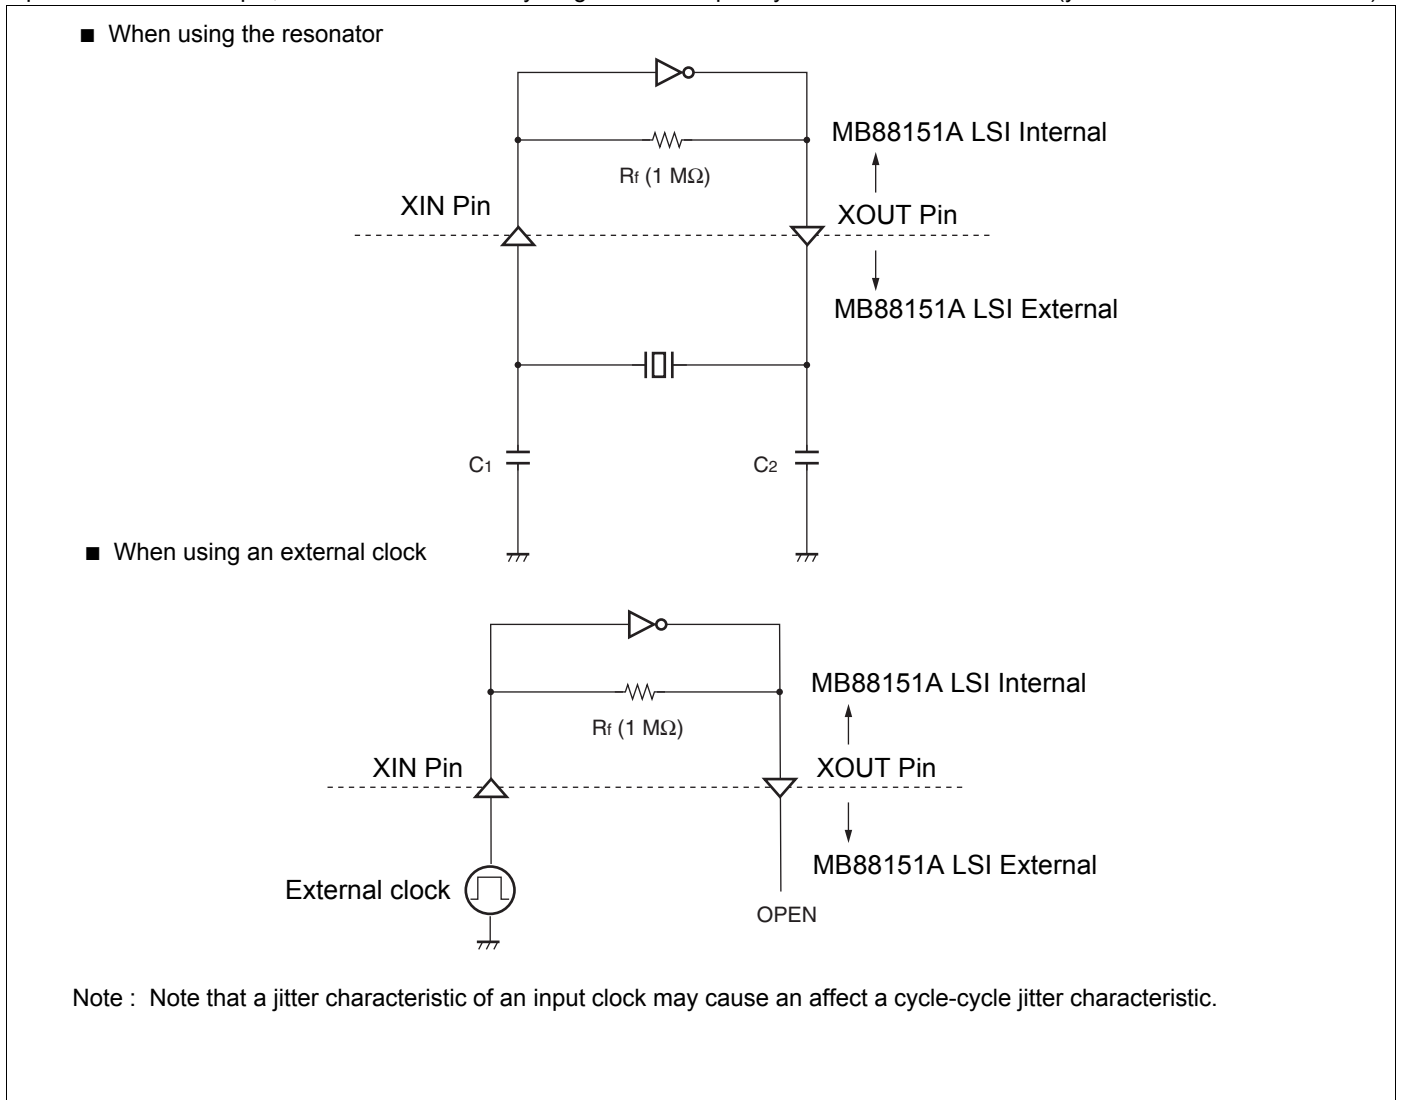 ■ When using the resonator
MB88151A LSI Internal
Rf (1 MΩ)
XIN Pin
XOUT Pin
MB88151A LSI External
C1
C2
■ When using an external clock
MB88151A LSI Internal
Rf (1 MΩ)
XIN Pin
XOUT Pin
MB88151A LSI External
External clock
OPEN
Note : Note that a jitter characteristic of an input clock may cause an affect a cycle-cycle jitter characteristic.